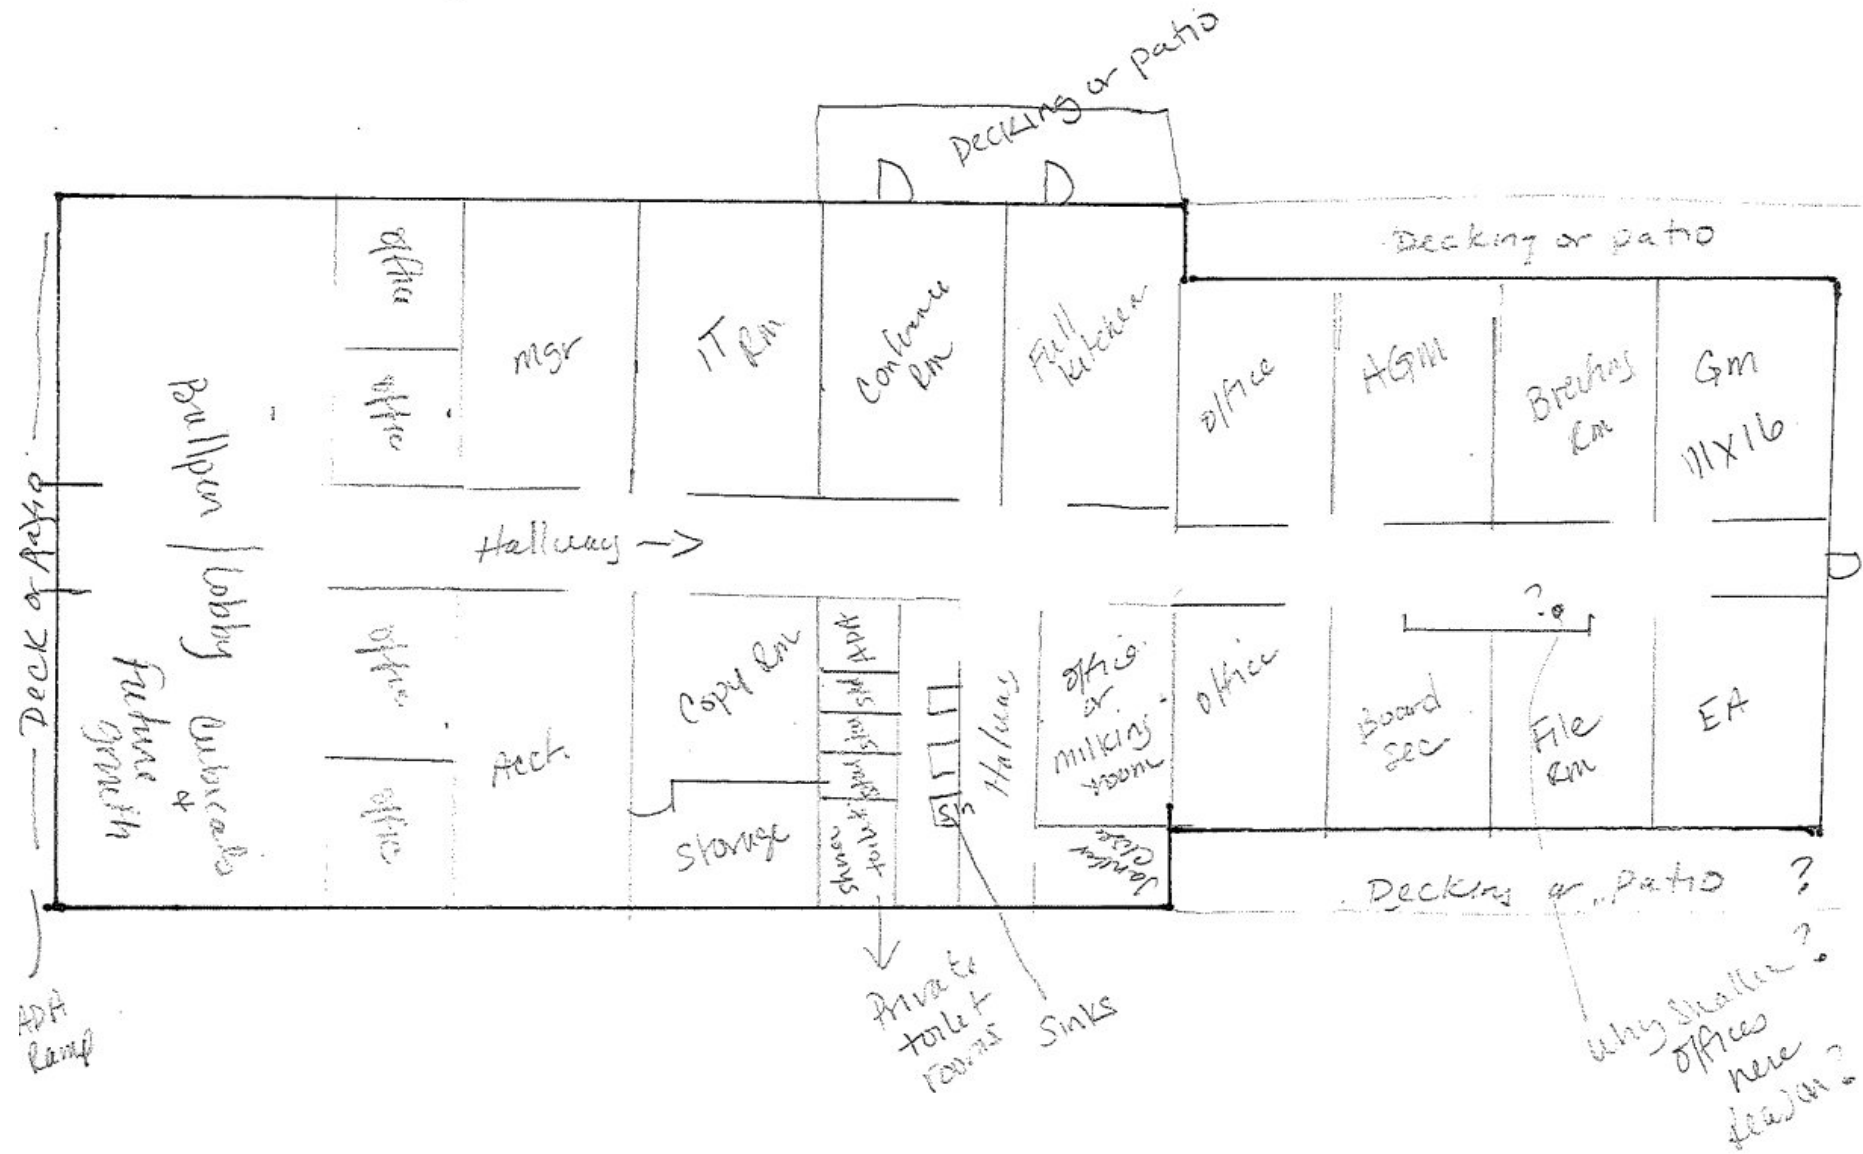 Decking or patio
D
D
Decking or patio
Deck or Patio
office
office
mgr
IT
Rm
Conference
Rm
Full
kitchen
office
AGM
Rm
Gm
11X16
Bullpen / Lobby
Hallway →
D
future
growth
Cubicals
&
office
office
Acct.
Copy Rm
Storage
ADA
toilet &
shower
Sn
Hallway
office
or
milking
room
Janitor
office
Board
Sec
?
File
Rm
EA
Decking or patio ?
ADA
Ramp
Private
toilet
rooms
Sinks
why smaller ?
offices
here
reason ?